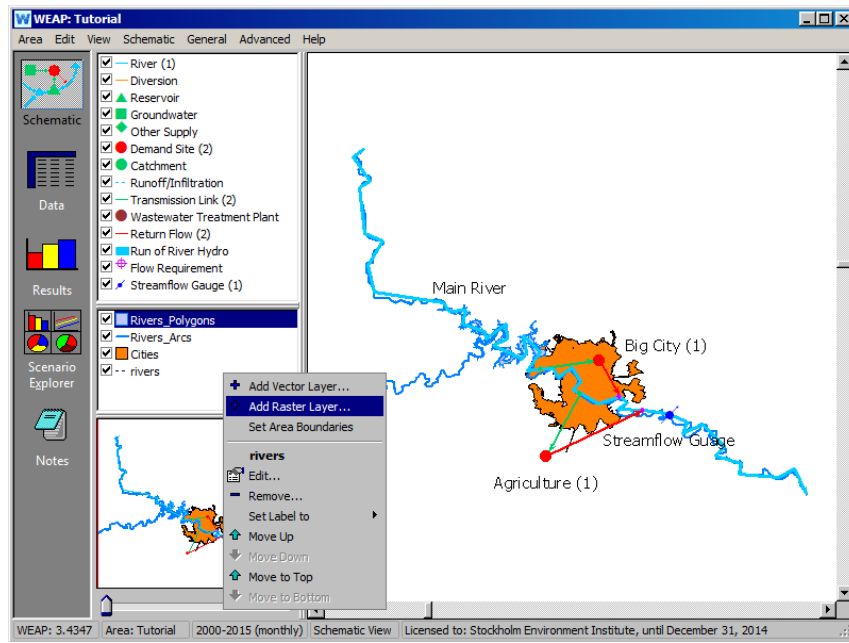 WEAP: Tutorial
Area Edit View Schematic General Advanced Help
Schematic
Data
Results
Scenario
Explorer
Notes
River (1)
Diversion
Reservoir
Groundwater
Other Supply
Demand Site (2)
Catchment
Runoff/Infiltration
Transmission Link (2)
Wastewater Treatment Plant
Return Flow (2)
Run of River Hydro
Flow Requirement
Streamflow Gauge (1)
Rivers_Polygons
Rivers_Arcs
Cities
rivers
Add Vector Layer...
Add Raster Layer...
Set Area Boundaries
rivers
Edit...
Remove...
Set Label to
Move Up
Move Down
Move to Top
Move to Bottom
Main River
Big City (1)
Streamflow Guage
Agriculture (1)
WEAP: 3.4347 Area: Tutorial 2000-2015 (monthly) Schematic View Licensed to: Stockholm Environment Institute, until December 31, 2014